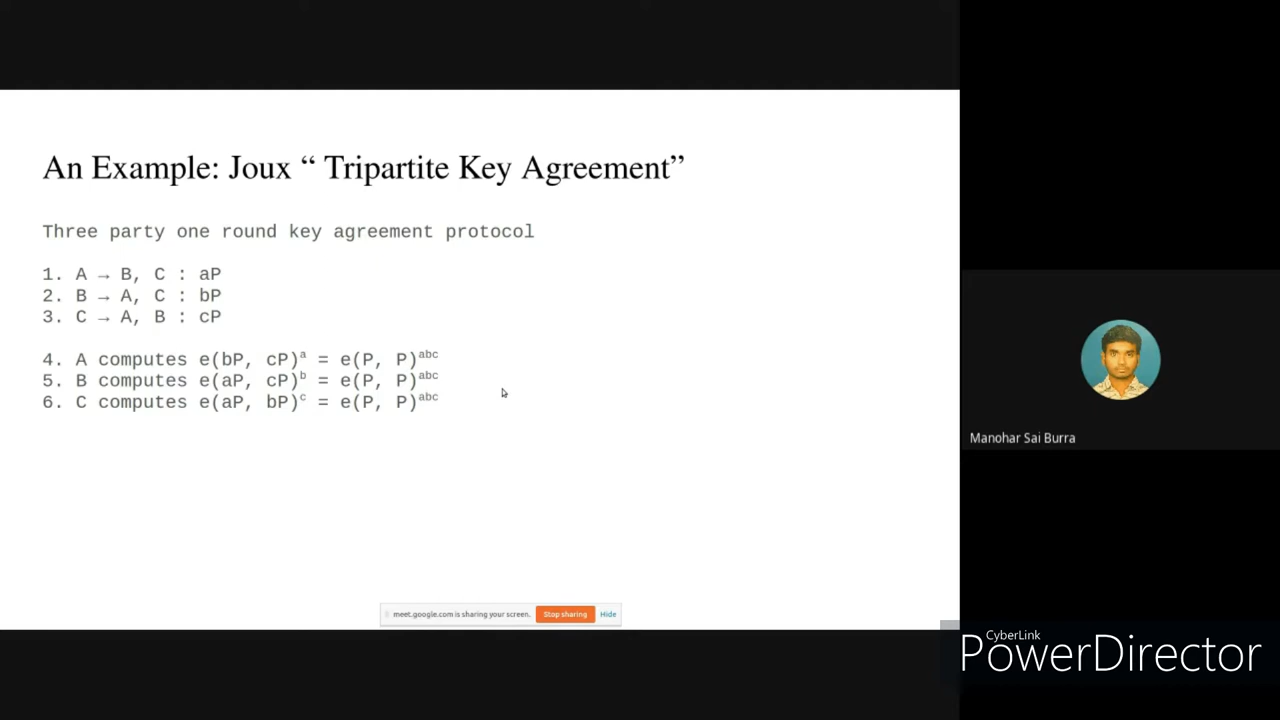 An Example: Joux “ Tripartite Key Agreement”
Three party one round key agreement protocol
1. A → B, C : aP
2. B → A, C : bP
3. C → A, B : cP
4. A computes e(bP, cP)ᵃ = e(P, P)ᵃᵇᶜ
5. B computes e(aP, cP)ᵇ = e(P, P)ᵃᵇᶜ
6. C computes e(aP, bP)ᶜ = e(P, P)ᵃᵇᶜ
Manohar Sai Burra
meet.google.com is sharing your screen. Stop sharing Hide
CyberLink
PowerDirector